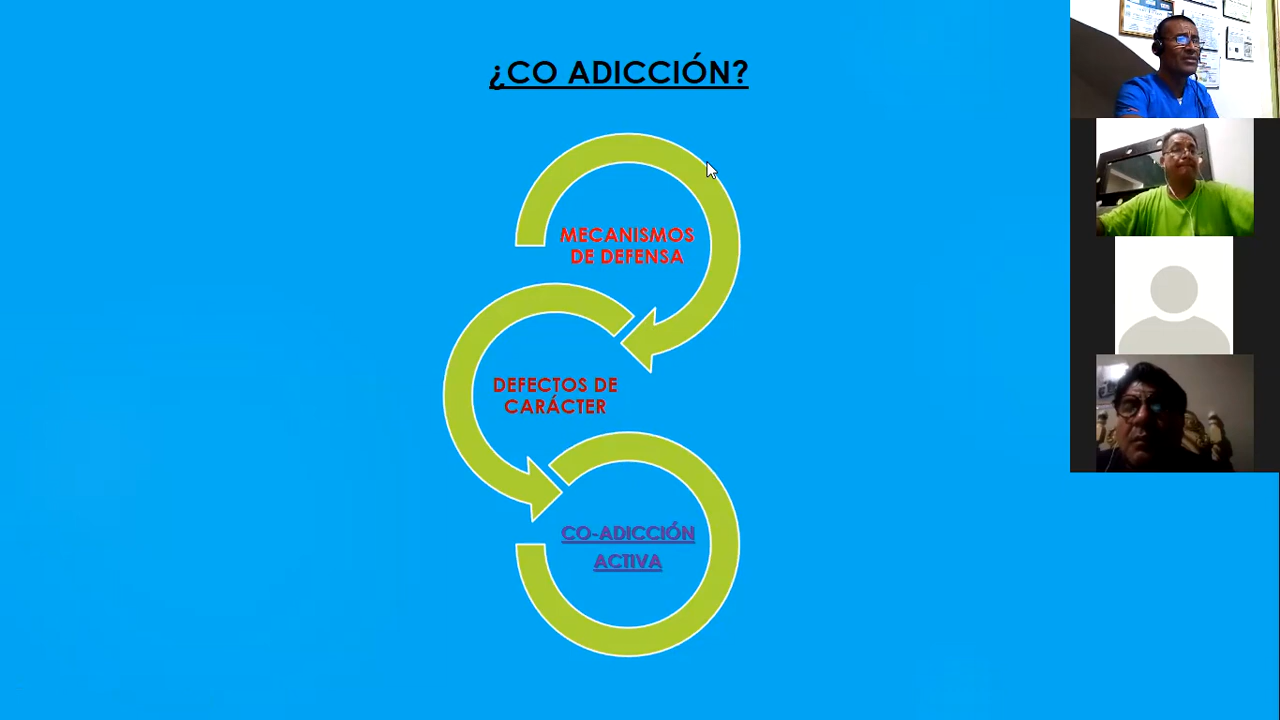 ¿CO ADICCIÓN?
MECANISMOS
DE DEFENSA
DEFECTOS DE
CARÁCTER
CO-ADICCIÓN
ACTIVA